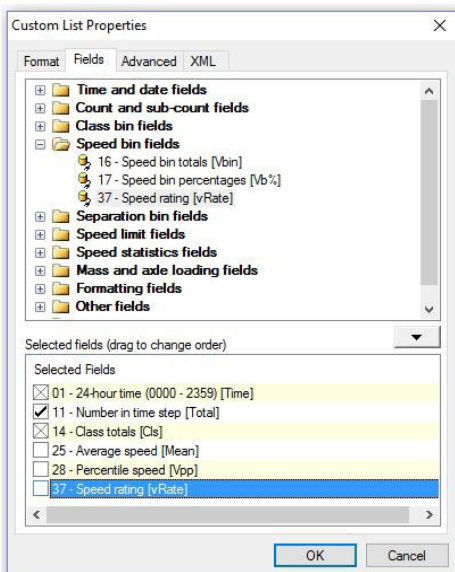 Custom List Properties
Format Fields Advanced XML
Time and date fields
Count and sub-count fields
Class bin fields
Speed bin fields
16 - Speed bin totals [Vbin]
17 - Speed bin percentages [Vb%]
37 - Speed rating [vRate]
Separation bin fields
Speed limit fields
Speed statistics fields
Mass and axle loading fields
Formatting fields
Other fields
Selected fields (drag to change order)
Selected Fields
01 - 24-hour time (0000 - 2359) [Time]
11 - Number in time step [Total]
14 - Class totals [Cls]
25 - Average speed [Mean]
28 - Percentile speed [Vpp]
37 - Speed rating [vRate]
OK Cancel